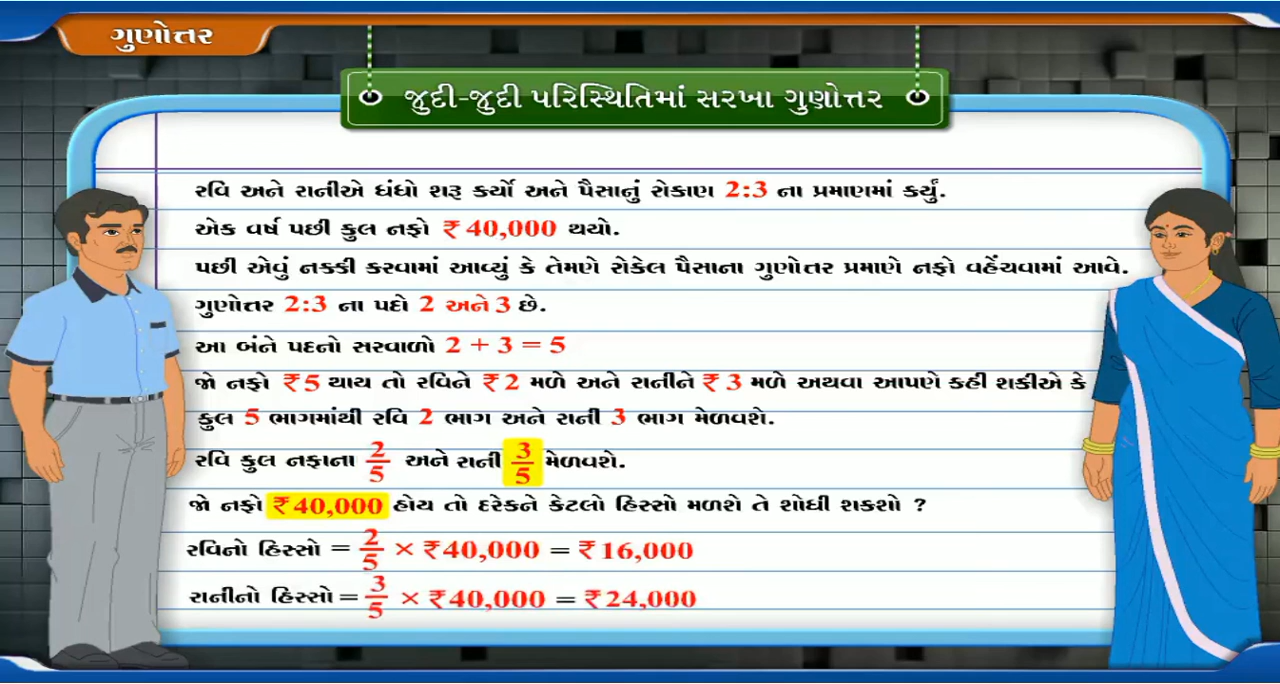 ગુણોત્તર
જુદી-જુદી પરિસ્થિતિમાં સરખા ગુણોત્તર
રવિ અને રાનીએ ધંધો શરૂ કર્યો અને પૈસાનું રોકાણ 2:3 ના પ્રમાણમાં કર્યું.
એક વર્ષ પછી કુલ નફો ₹ 40,000 થયો.
પછી એવું નક્કી કરવામાં આવ્યું કે તેમણે રોકેલ પૈસાના ગુણોત્તર પ્રમાણે નફો વહેંચવામાં આવે.
ગુણોત્તર 2:3 ના પદો 2 અને 3 છે.
આ બંને પદનો સરવાળો 2 + 3 = 5
જો નફો ₹ 5 થાય તો રવિને ₹ 2 મળે અને રાનીને ₹ 3 મળે અથવા આપણે કહી શકીએ કે
કુલ 5 ભાગમાંથી રવિ 2 ભાગ અને રાની 3 ભાગ મેળવશે.
રવિ કુલ નફાના 2/5 અને રાની 3/5 મેળવશે.
જો નફો ₹ 40,000 હોય તો દરેકને કેટલો હિસ્સો મળશે તે શોધી શકશો ?
રવિનો હિસ્સો = 2/5 × ₹ 40,000 = ₹ 16,000
રાનીનો હિસ્સો = 3/5 × ₹ 40,000 = ₹ 24,000